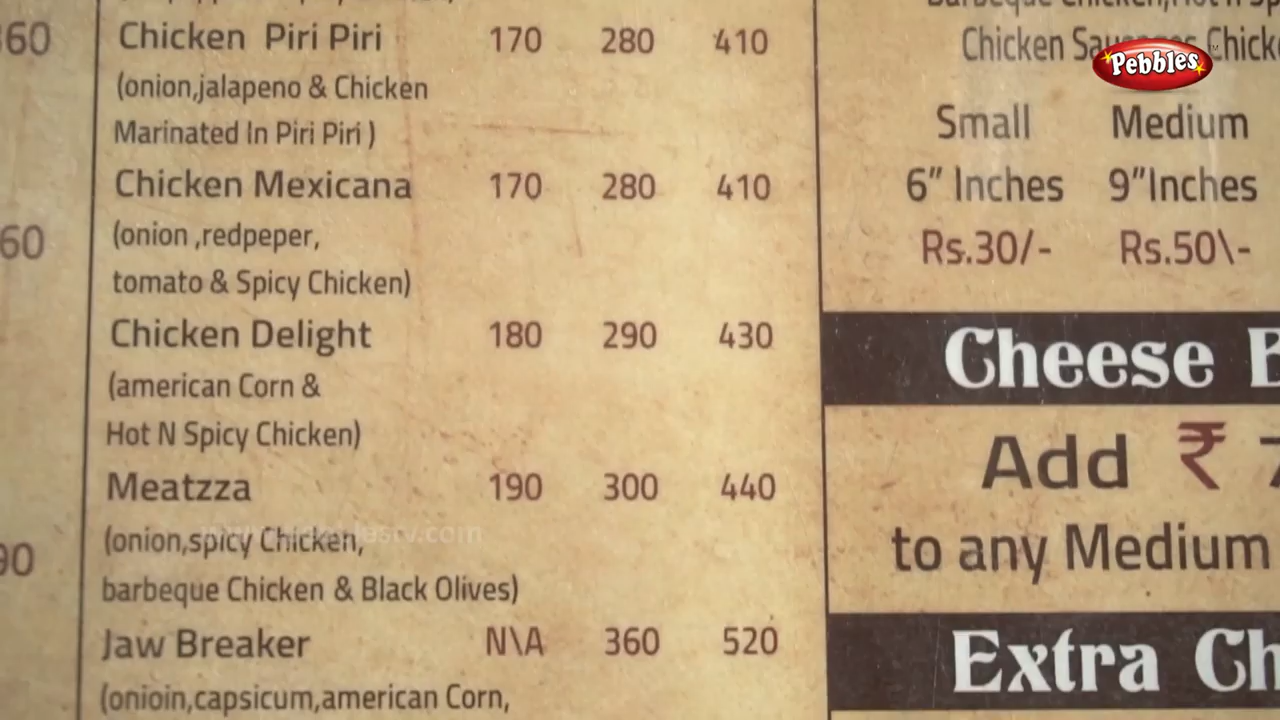 360
60
90
Chicken Piri Piri 170 280 410
(onion,jalapeno & Chicken
Marinated In Piri Piri )
Chicken Mexicana 170 280 410
(onion ,redpeper,
tomato & Spicy Chicken)
Chicken Delight 180 290 430
(american Corn &
Hot N Spicy Chicken)
Meatzza 190 300 440
(onion,spicy Chicken,
barbeque Chicken & Black Olives)
Jaw Breaker N\A 360 520
(onioin,capsicum,american Corn,
Chicken
Pebbles
Small Medium
6” Inches 9”Inches
Rs.30/- Rs.50\-
Cheese
Add ₹ 7
to any Medium
Extra